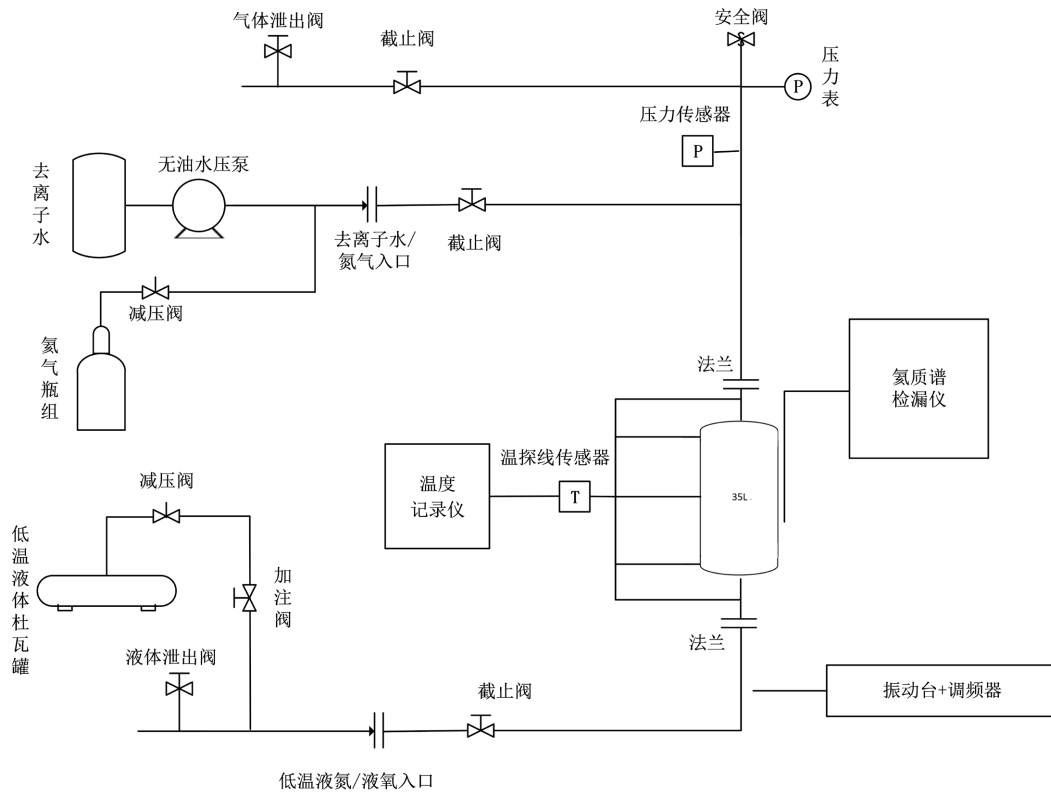 气体泄出阀
截止阀
安全阀
压力表
P
压力传感器
P
去离子水
无油水压泵
去离子水/
氮气入口
截止阀
减压阀
氦气瓶组
法兰
氦质谱
检漏仪
减压阀
温度
记录仪
温探线传感器
T
35L
低温液体杜瓦罐
加注阀
液体泄出阀
法兰
截止阀
振动台+调频器
低温液氮/液氧入口